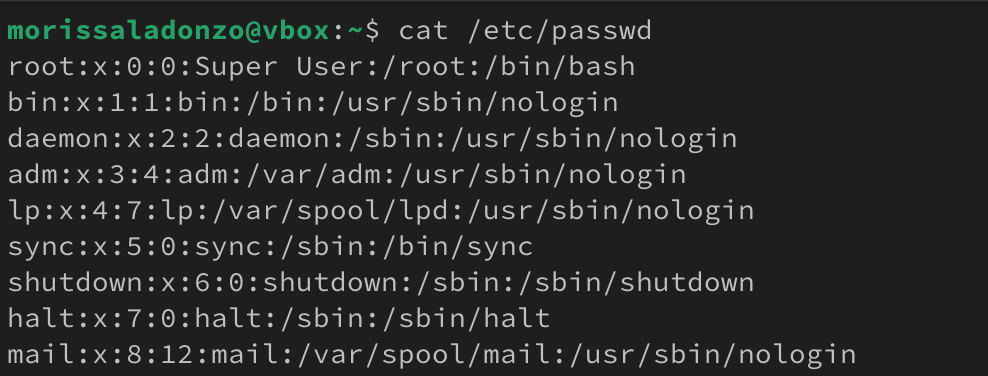 morissaladonzo@vbox:~$ cat /etc/passwd
root:x:0:0:Super User:/root:/bin/bash
bin:x:1:1:bin:/bin:/usr/sbin/nologin
daemon:x:2:2:daemon:/sbin:/usr/sbin/nologin
adm:x:3:4:adm:/var/adm:/usr/sbin/nologin
lp:x:4:7:lp:/var/spool/lpd:/usr/sbin/nologin
sync:x:5:0:sync:/sbin:/bin/sync
shutdown:x:6:0:shutdown:/sbin:/sbin/shutdown
halt:x:7:0:halt:/sbin:/sbin/halt
mail:x:8:12:mail:/var/spool/mail:/usr/sbin/nologin